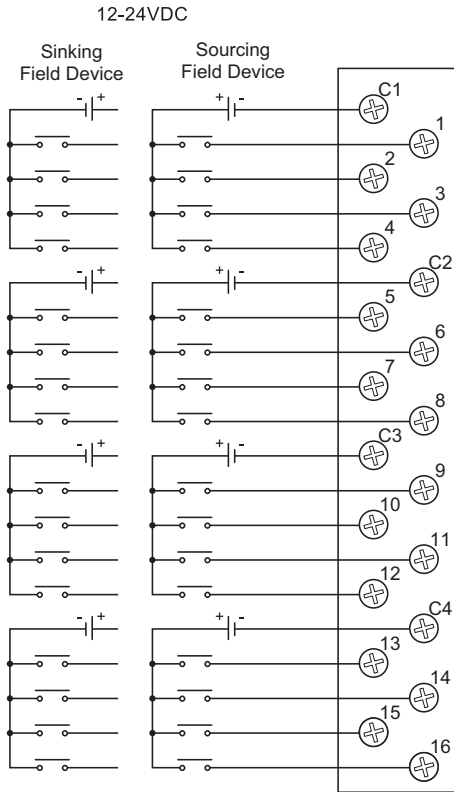 12-24VDC
Sinking
Field Device
Sourcing
Field Device
- +
+ -
C1
1
2
3
4
- +
+ -
C2
5
6
7
8
- +
+ -
C3
9
10
11
12
- +
+ -
C4
13
14
15
16